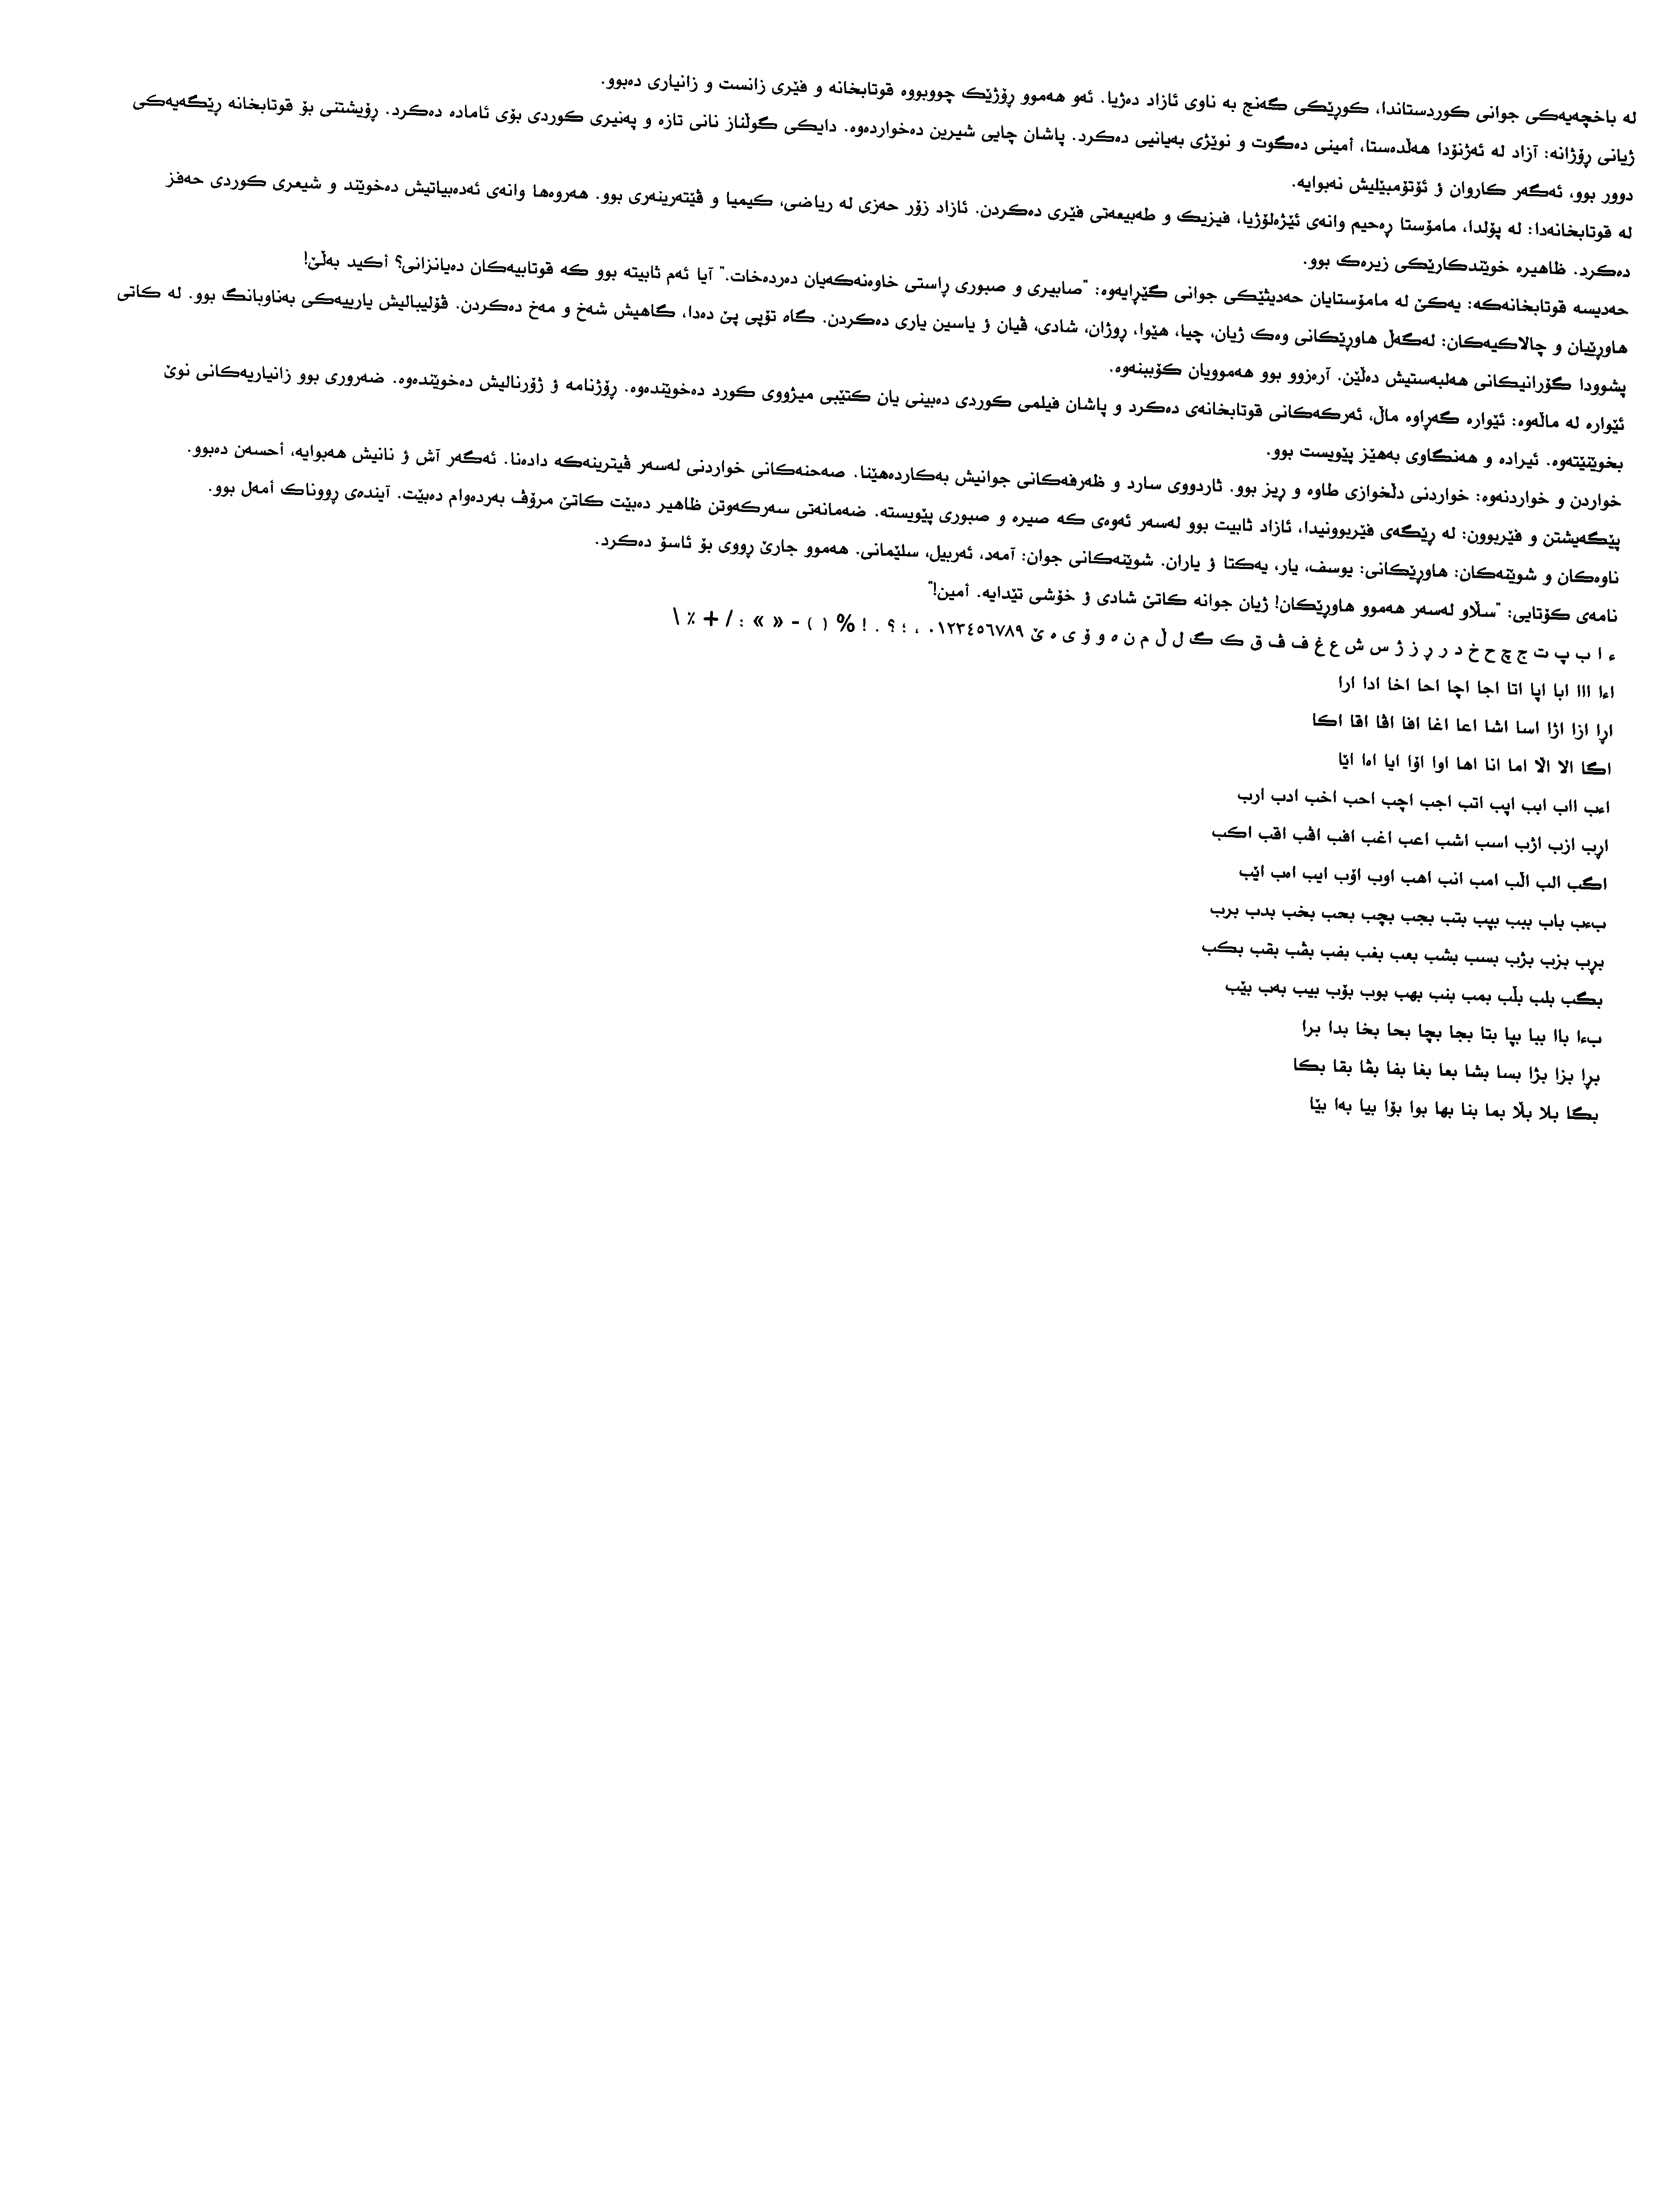 لە باخچەیەکی جوانی کوردستاندا، کوڕێکی گەنج بە ناوی ئازاد دەژیا. ئەو هەموو ڕۆژێک چووبووە قوتابخانە و فێری زانست و زانیاری دەبوو.
ژیانی ڕۆژانە: آزاد لە ئەژنۆدا هەڵدەستا، أمینی دەگوت و نوێژی بەیانیی دەکرد. پاشان چایی شیرین دەخواردەوە. دایکی گوڵناز نانی تازە و پەنیری کوردی بۆی ئامادە دەکرد. ڕۆیشتنی بۆ قوتابخانە ڕێگەیەکی
دوور بوو، ئەگەر کاروان ؤ ئۆتۆمبێلیش نەبوایە.
لە قوتابخانەدا: لە پۆلدا، مامۆستا ڕەحیم وانەی ئێژەلۆژیا، فیزیک و طەبیعەتی فێری دەکردن. ئازاد زۆر حەزی لە ریاضی، کیمیا و ڤێتەرینەری بوو. هەروەها وانەی ئەدەبیاتیش دەخوێند و شیعری کوردی حەفز
دەکرد. ظاهیرە خوێندکارێکی زیرەک بوو.
حەدیسە قوتابخانەکە: یەکێ لە مامۆستایان حەدیثێکی جوانی گێڕایەوە: "صابیری و صبوری ڕاستی خاوەنەکەیان دەردەخات." آیا ئەم ثابیتە بوو کە قوتابیەکان دەیانزانی؟ أکید بەڵێ!
هاوڕێیان و چالاکیەکان: لەگەڵ هاوڕێکانی وەک ژیان، چیا، هێوا، ڕوژان، شادی، ڤیان ؤ یاسین یاری دەکردن. گاە تۆپی پێ دەدا، گاهیش شەخ و مەخ دەکردن. ڤۆلیبالیش یارییەکی بەناوبانگ بوو. لە کاتی
پشوودا گۆرانیکانی هەلبەستیش دەڵێن. آرەزوو بوو هەموویان کۆببنەوە.
ئێوارە لە ماڵەوە: ئێوارە گەڕاوە ماڵ، ئەرکەکانی قوتابخانەی دەکرد و پاشان فیلمی کوردی دەبینی یان کتێبی میژووی کورد دەخوێندەوە. ڕۆژنامە ؤ ژۆرنالیش دەخوێندەوە. ضەروری بوو زانیاریەکانی نوێ
بخوێنێتەوە. ئیرادە و هەنگاوی بەهێز پێویست بوو.
خواردن و خواردنەوە: خواردنی دڵخوازی طاوە و ڕیز بوو. ثاردووی سارد و ظەرفەکانی جوانیش بەکاردەهێنا. صەحنەکانی خواردنی لەسەر ڤیترینەکە دادەنا. ئەگەر آش ؤ نانیش هەبوایە، أحسەن دەبوو.
پێگەیشتن و فێربوون: لە ڕێگەی فێربوونیدا، ئازاد ثابیت بوو لەسەر ئەوەی کە صبرە و صبوری پێویستە. ضەمانەتی سەرکەوتن ظاهیر دەبێت کاتێ مرۆڤ بەردەوام دەبێت. آیندەی ڕووناک أمەل بوو.
ناوەکان و شوێنەکان: هاوڕێکانی: یوسف، یار، یەکتا ؤ یاران. شوێنەکانی جوان: آمەد، ئەربیل، سلێمانی. هەموو جارێ ڕووی بۆ ئاسۆ دەکرد.
نامەی کۆتایی: "سڵاو لەسەر هەموو هاوڕێکان! ژیان جوانە کاتێ شادی ؤ خۆشی تێدایە. أمین!"
ء ا ب پ ت ج چ ح خ د ر ڕ ز ژ س ش ع غ ف ڤ ق ک گ ل ڵ م ن ە و ۆ ی ە ێ ٠١٢٣٤٥٦٧٨٩ ، ؛ ؟ . ! % ( ) - « » : / + ٪ \
اءا ااا ابا اپا اتا اجا اچا احا اخا ادا ارا
اڕا ازا اژا اسا اشا اعا اغا افا اڤا اقا اکا
اگا الا اڵا اما انا اها اوا اۆا ایا اەا اێا
اءب ااب ابب اپب اتب اجب اچب احب اخب ادب ارب
اڕب ازب اژب اسب اشب اعب اغب افب اڤب اقب اکب
اگب الب اڵب امب انب اهب اوب اۆب ایب اەب اێب
بءب باب ببب بپب بتب بجب بچب بحب بخب بدب برب
بڕب بزب بژب بسب بشب بعب بغب بفب بڤب بقب بکب
بگب بلب بڵب بمب بنب بهب بوب بۆب بیب بەب بێب
بءا باا ببا بپا بتا بجا بچا بحا بخا بدا برا
بڕا بزا بژا بسا بشا بعا بغا بفا بڤا بقا بکا
بگا بلا بڵا بما بنا بها بوا بۆا بیا بەا بێا